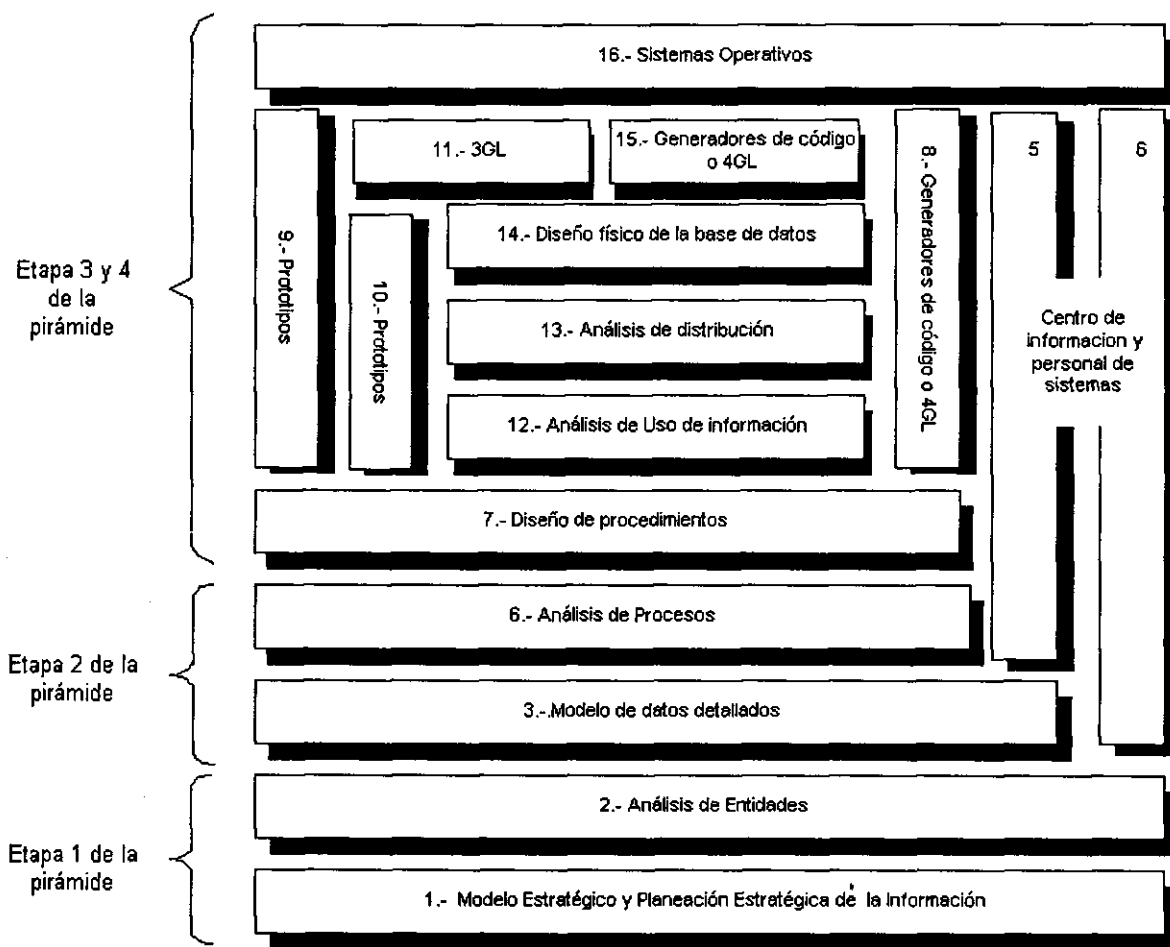 16.- Sistemas Operativos
11.- 3GL
15.- Generadores de código
o 4GL
5
6
9.- Prototipos
10.- Prototipos
14.- Diseño físico de la base de datos
8.- Generadores de código o 4GL
Etapa 3 y 4
de la
pirámide
13.- Análisis de distribución
Centro de
informacion y
personal de
sistemas
12.- Análisis de Uso de información
7.- Diseño de procedimientos
Etapa 2 de la
pirámide
6.- Análisis de Procesos
3.-.Modelo de datos detallados
Etapa 1 de la
pirámide
2.- Análisis de Entidades
1.- Modelo Estratégico y Planeación Estratégica de la Información